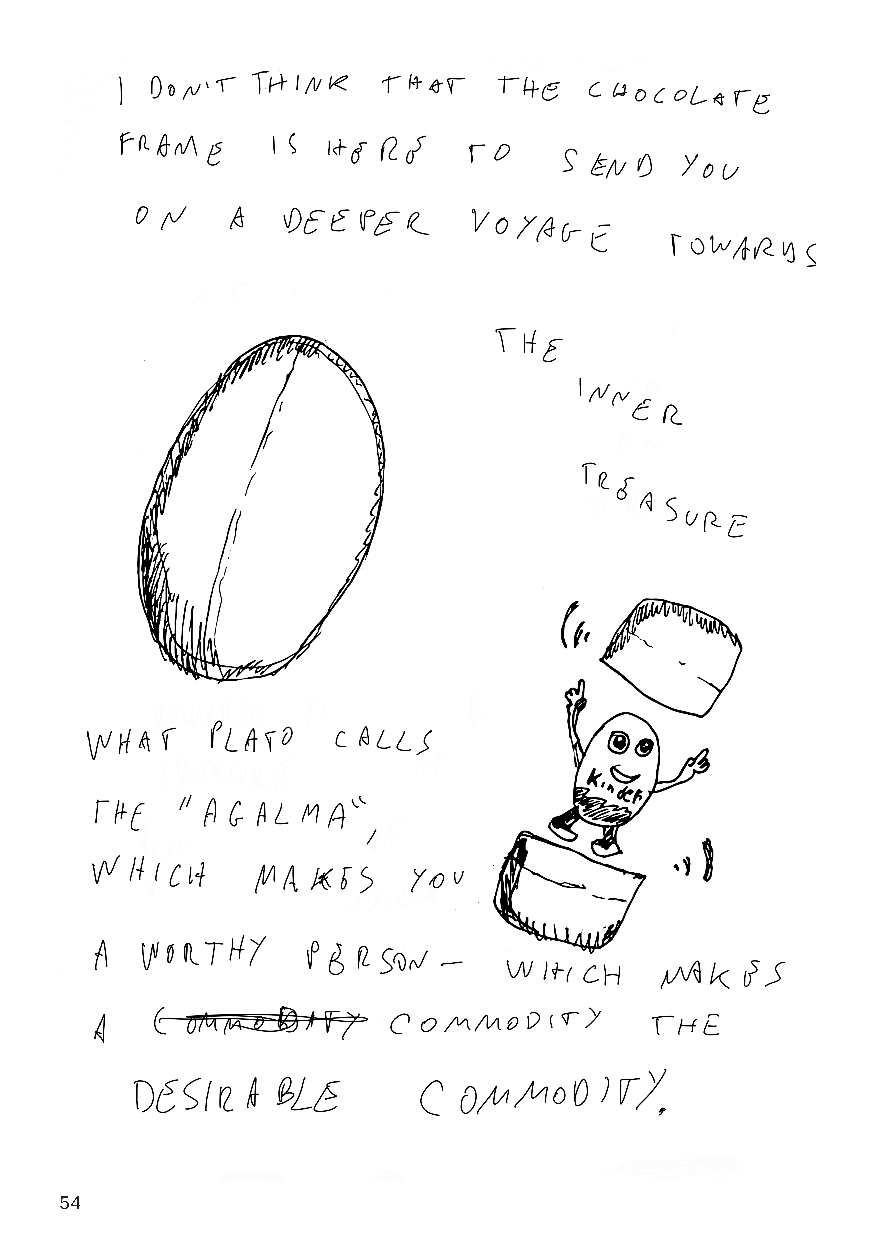 I DON'T THINK THAT THE CHOCOLATE
FRAME IS HERE TO SEND YOU
ON A DEEPER VOYAGE TOWARDS
THE
INNER
TREASURE
Kinder
WHAT PLATO CALLS
THE "AGALMA",
WHICH MAKES YOU
A WORTHY PERSON – WHICH MAKES
A COMMODITY COMMODITY THE
DESIRABLE COMMODITY.
54